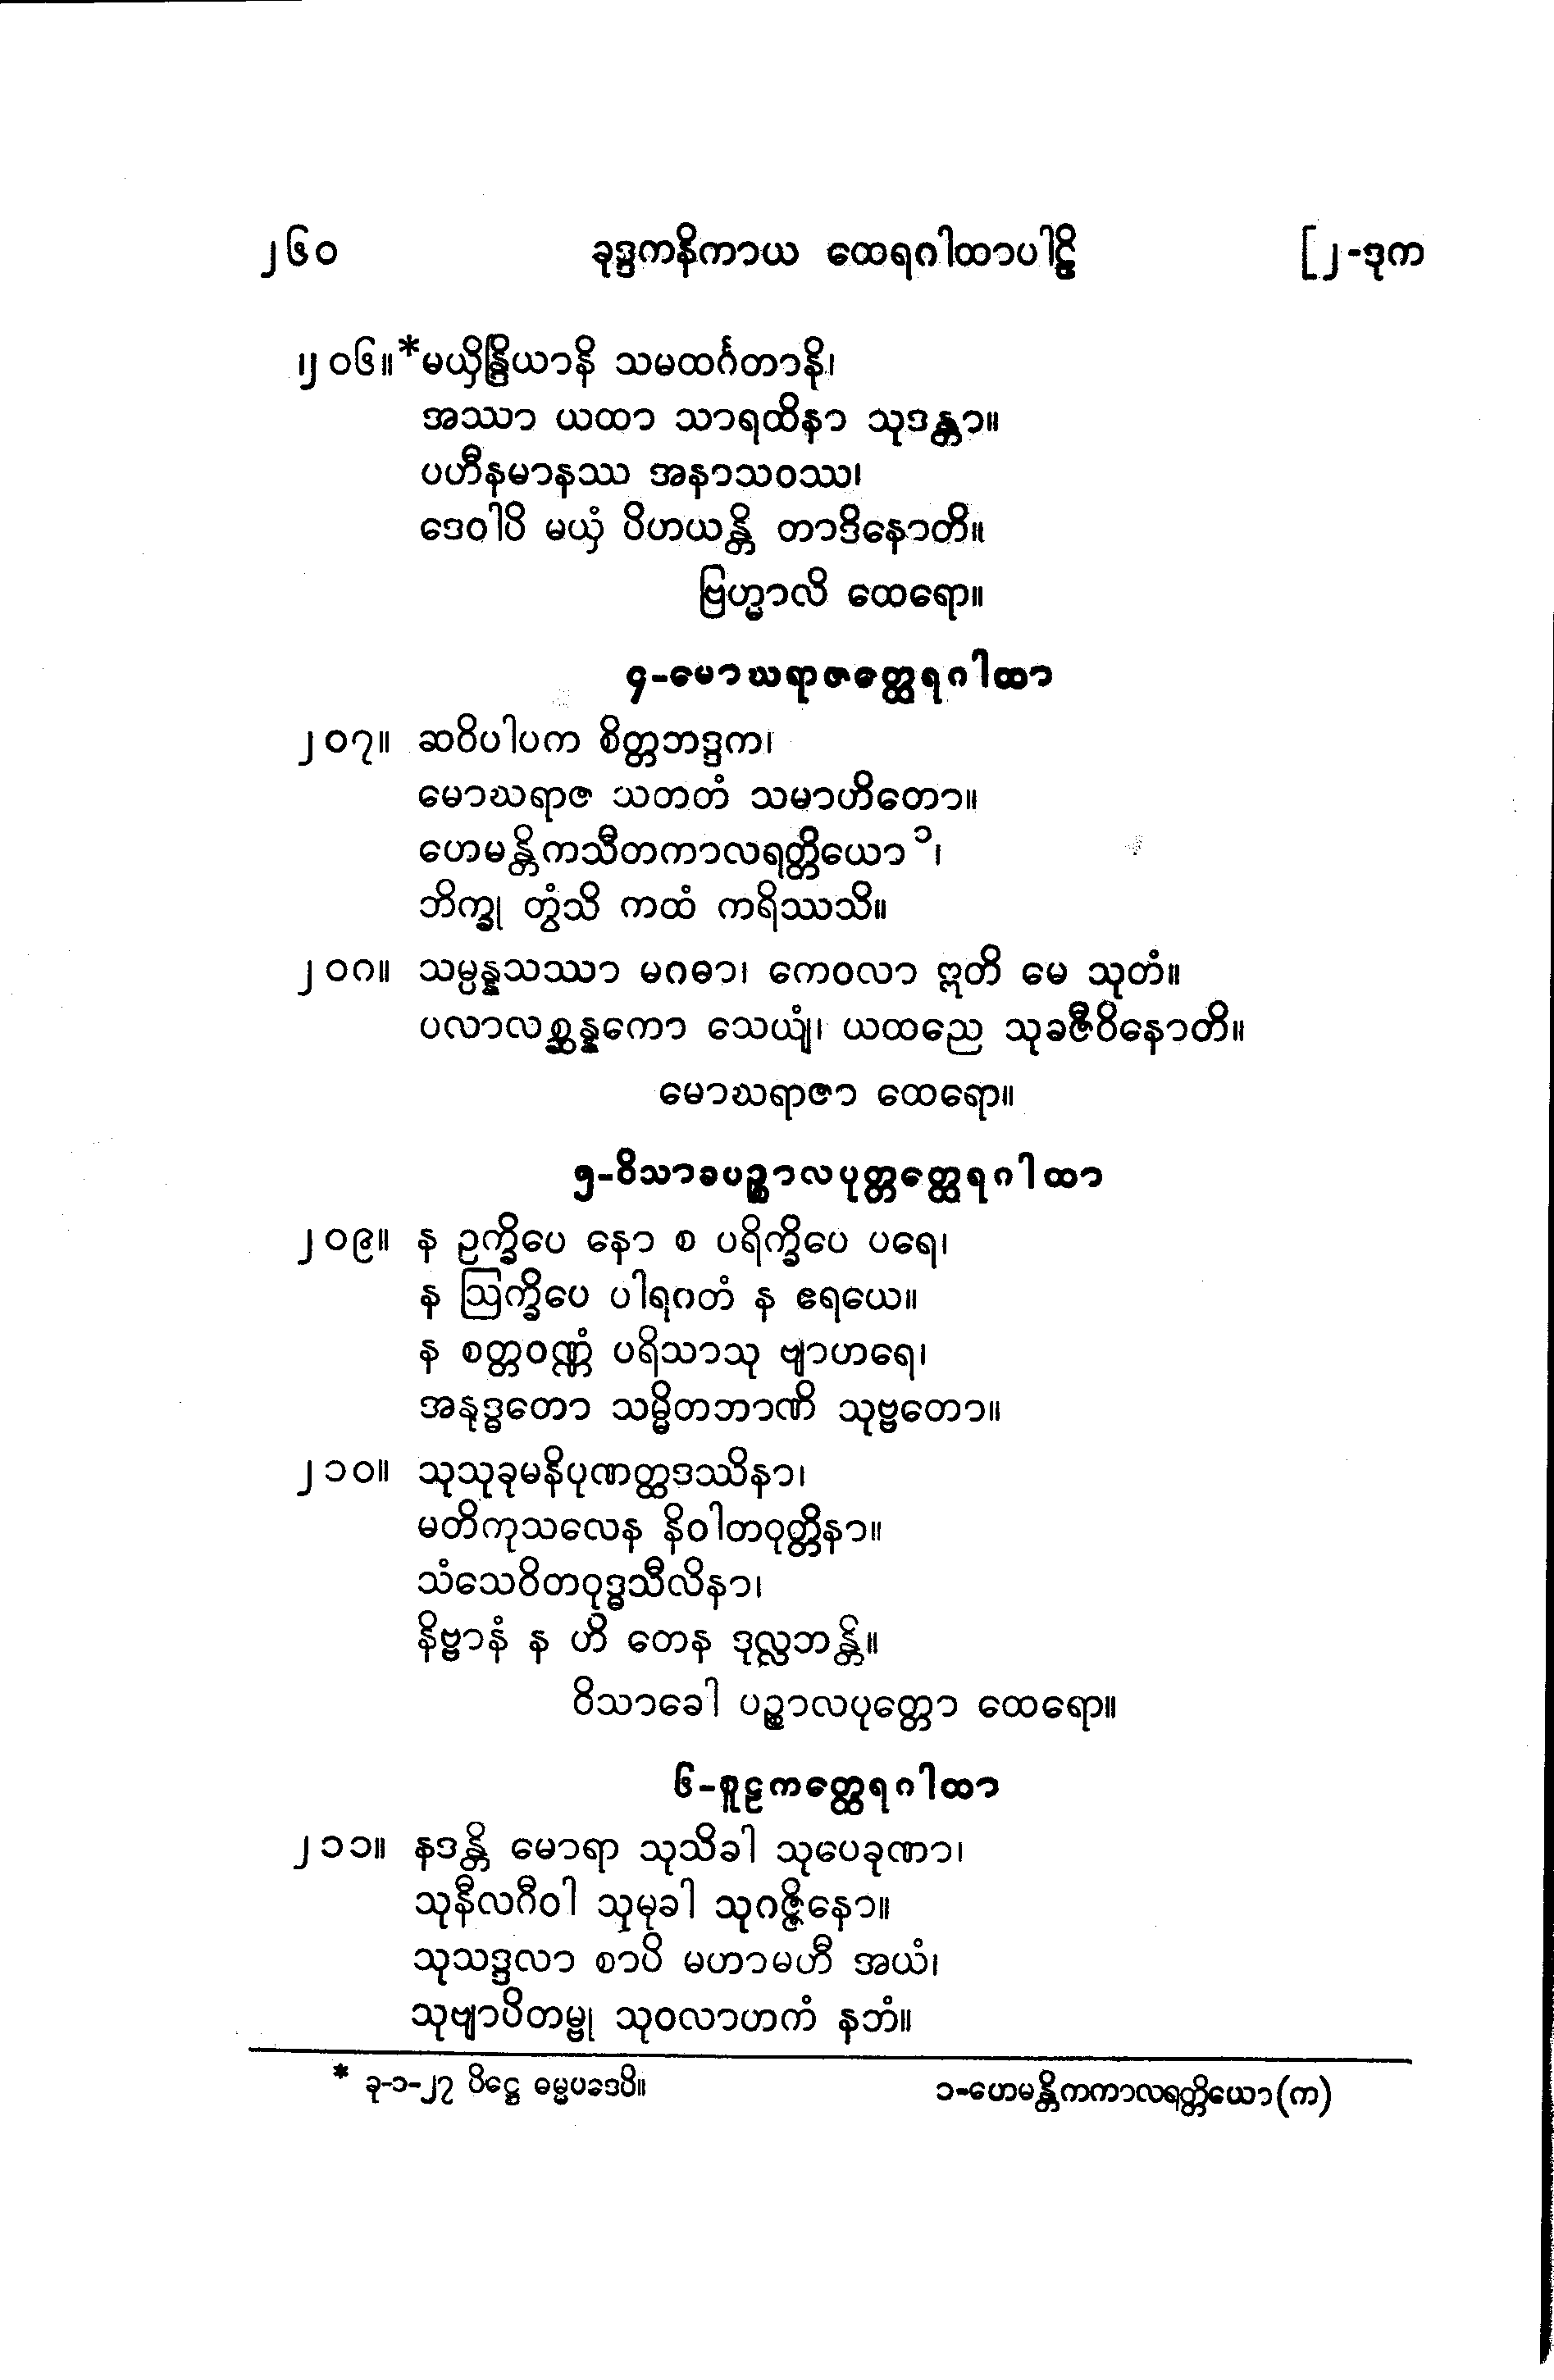 ၂၆၀ ခုဒ္ဒကနိကာယ ထေရဂါထာပါဠိ [၂-ဒုက
၂၀၆။ *မယှိန္ဒြိယာနိ သမထင်္ဂတာနိ၊
အဿာ ယထာ သာရထိနာ သုဒန္တာ။
ပဟီနမာနဿ အနာသဝဿ၊
ဒေဝါပိ မယှံ ပိဟယန္တိ တာဒိနောတိ။
ဗြဟ္မာလိ ထေရော။
၄-မောဃရာဇတ္ထေရဂါထာ
၂၀၇။ ဆဝိပါပက စိတ္တဘဒ္ဒက၊
မောဃရာဇ သတတံ သမာဟိတော။
ဟေမန္တိကသီတကာလရတ္တိယော ၁၊
ဘိက္ခု တွံသိ ကထံ ကရိဿသိ။
၂၀၈။ သမ္ပန္နသဿာ မဂဓာ၊ ကေဝလာ ဣတိ မေ သုတံ။
ပလာလစ္ဆန္နကော သေယျံ၊ ယထညေ သုခဇီဝိနောတိ။
မောဃရာဇာ ထေရော။
၅-ဝိသာခပဉ္စာလပုတ္တတ္ထေရဂါထာ
၂၀၉။ န ဥက္ခိပေ နော စ ပရိက္ခိပေ ပရေ၊
န ဩက္ခိပေ ပါရဂတံ န ဧရယေ။
န စတ္တဝဏ္ဏံ ပရိသာသု ဗျာဟရေ၊
အနုဒ္ဓတော သမ္မိတဘာဏိ သုဗ္ဗတော။
၂၁၀။ သုသုခုမနိပုဏတ္ထဒဿိနာ၊
မတိကုသလေန နိဝါတဝုတ္တိနာ။
သံသေဝိတဝုဒ္ဓသီလိနာ၊
နိဗ္ဗာနံ န ဟိ တေန ဒုလ္လဘန္တိ။
ဝိသာခေါ ပဉ္စာလပုတ္တော ထေရော။
၆-စူဠကတ္ထေရဂါထာ
၂၁၁။ နဒန္တိ မောရာ သုသိခါ သုပေခုဏာ၊
သုနီလဂီဝါ သုမုခါ သုဂဇ္ဇိနော။
သုသဒ္ဒလာ စာပိ မဟာမဟီ အယံ၊
သုဗျာပိတမ္ဗု သုဝလာဟကံ နဘံ။
* ခု-၁-၂၇ ပိဋ္ဌေ ဓမ္မပဒေပိ။ ၁-ဟေမန္တိကကာလရတ္တိယော(က)